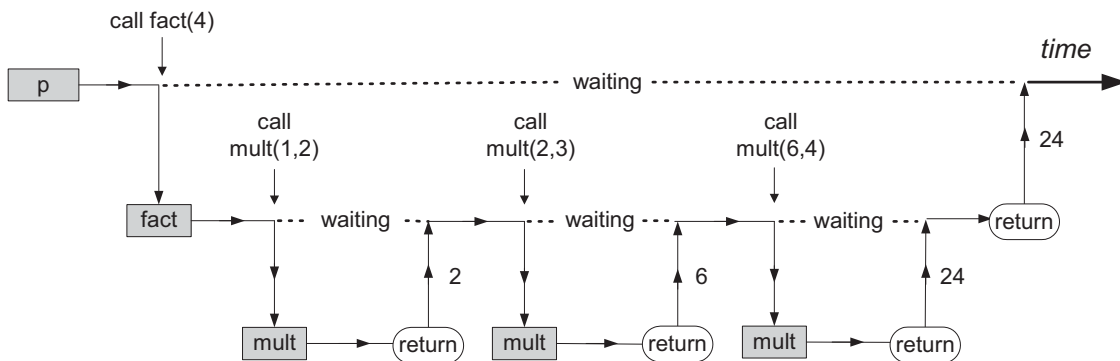 call fact(4)
time
p
waiting
call
mult(1,2)
call
mult(2,3)
call
mult(6,4)
24
fact
waiting
waiting
waiting
return
2
6
24
mult
return
mult
return
mult
return